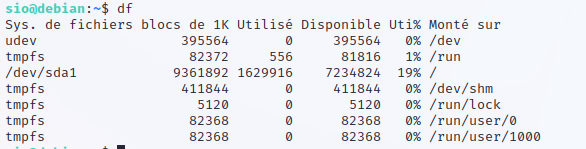 sio@debian:~$ df
Sys. de fichiers blocs de 1K Utilisé Disponible Uti% Monté sur
udev 395564 0 395564 0% /dev
tmpfs 82372 556 81816 1% /run
/dev/sda1 9361892 1629916 7234824 19% /
tmpfs 411844 0 411844 0% /dev/shm
tmpfs 5120 0 5120 0% /run/lock
tmpfs 82368 0 82368 0% /run/user/0
tmpfs 82368 0 82368 0% /run/user/1000